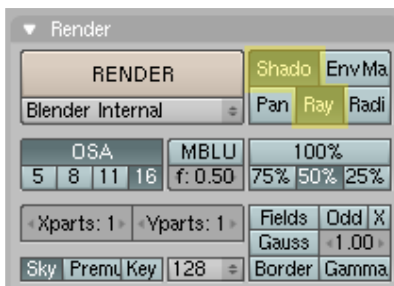 Render
RENDER
Shado EnvMa
Blender Internal
Pan Ray Radi
OSA MBLU 100%
5 8 11 16 f: 0.50 75% 50% 25%
Xparts: 1 Yparts: 1 Fields Odd X
Gauss 1.00
Sky Premu Key 128 Border Gamma